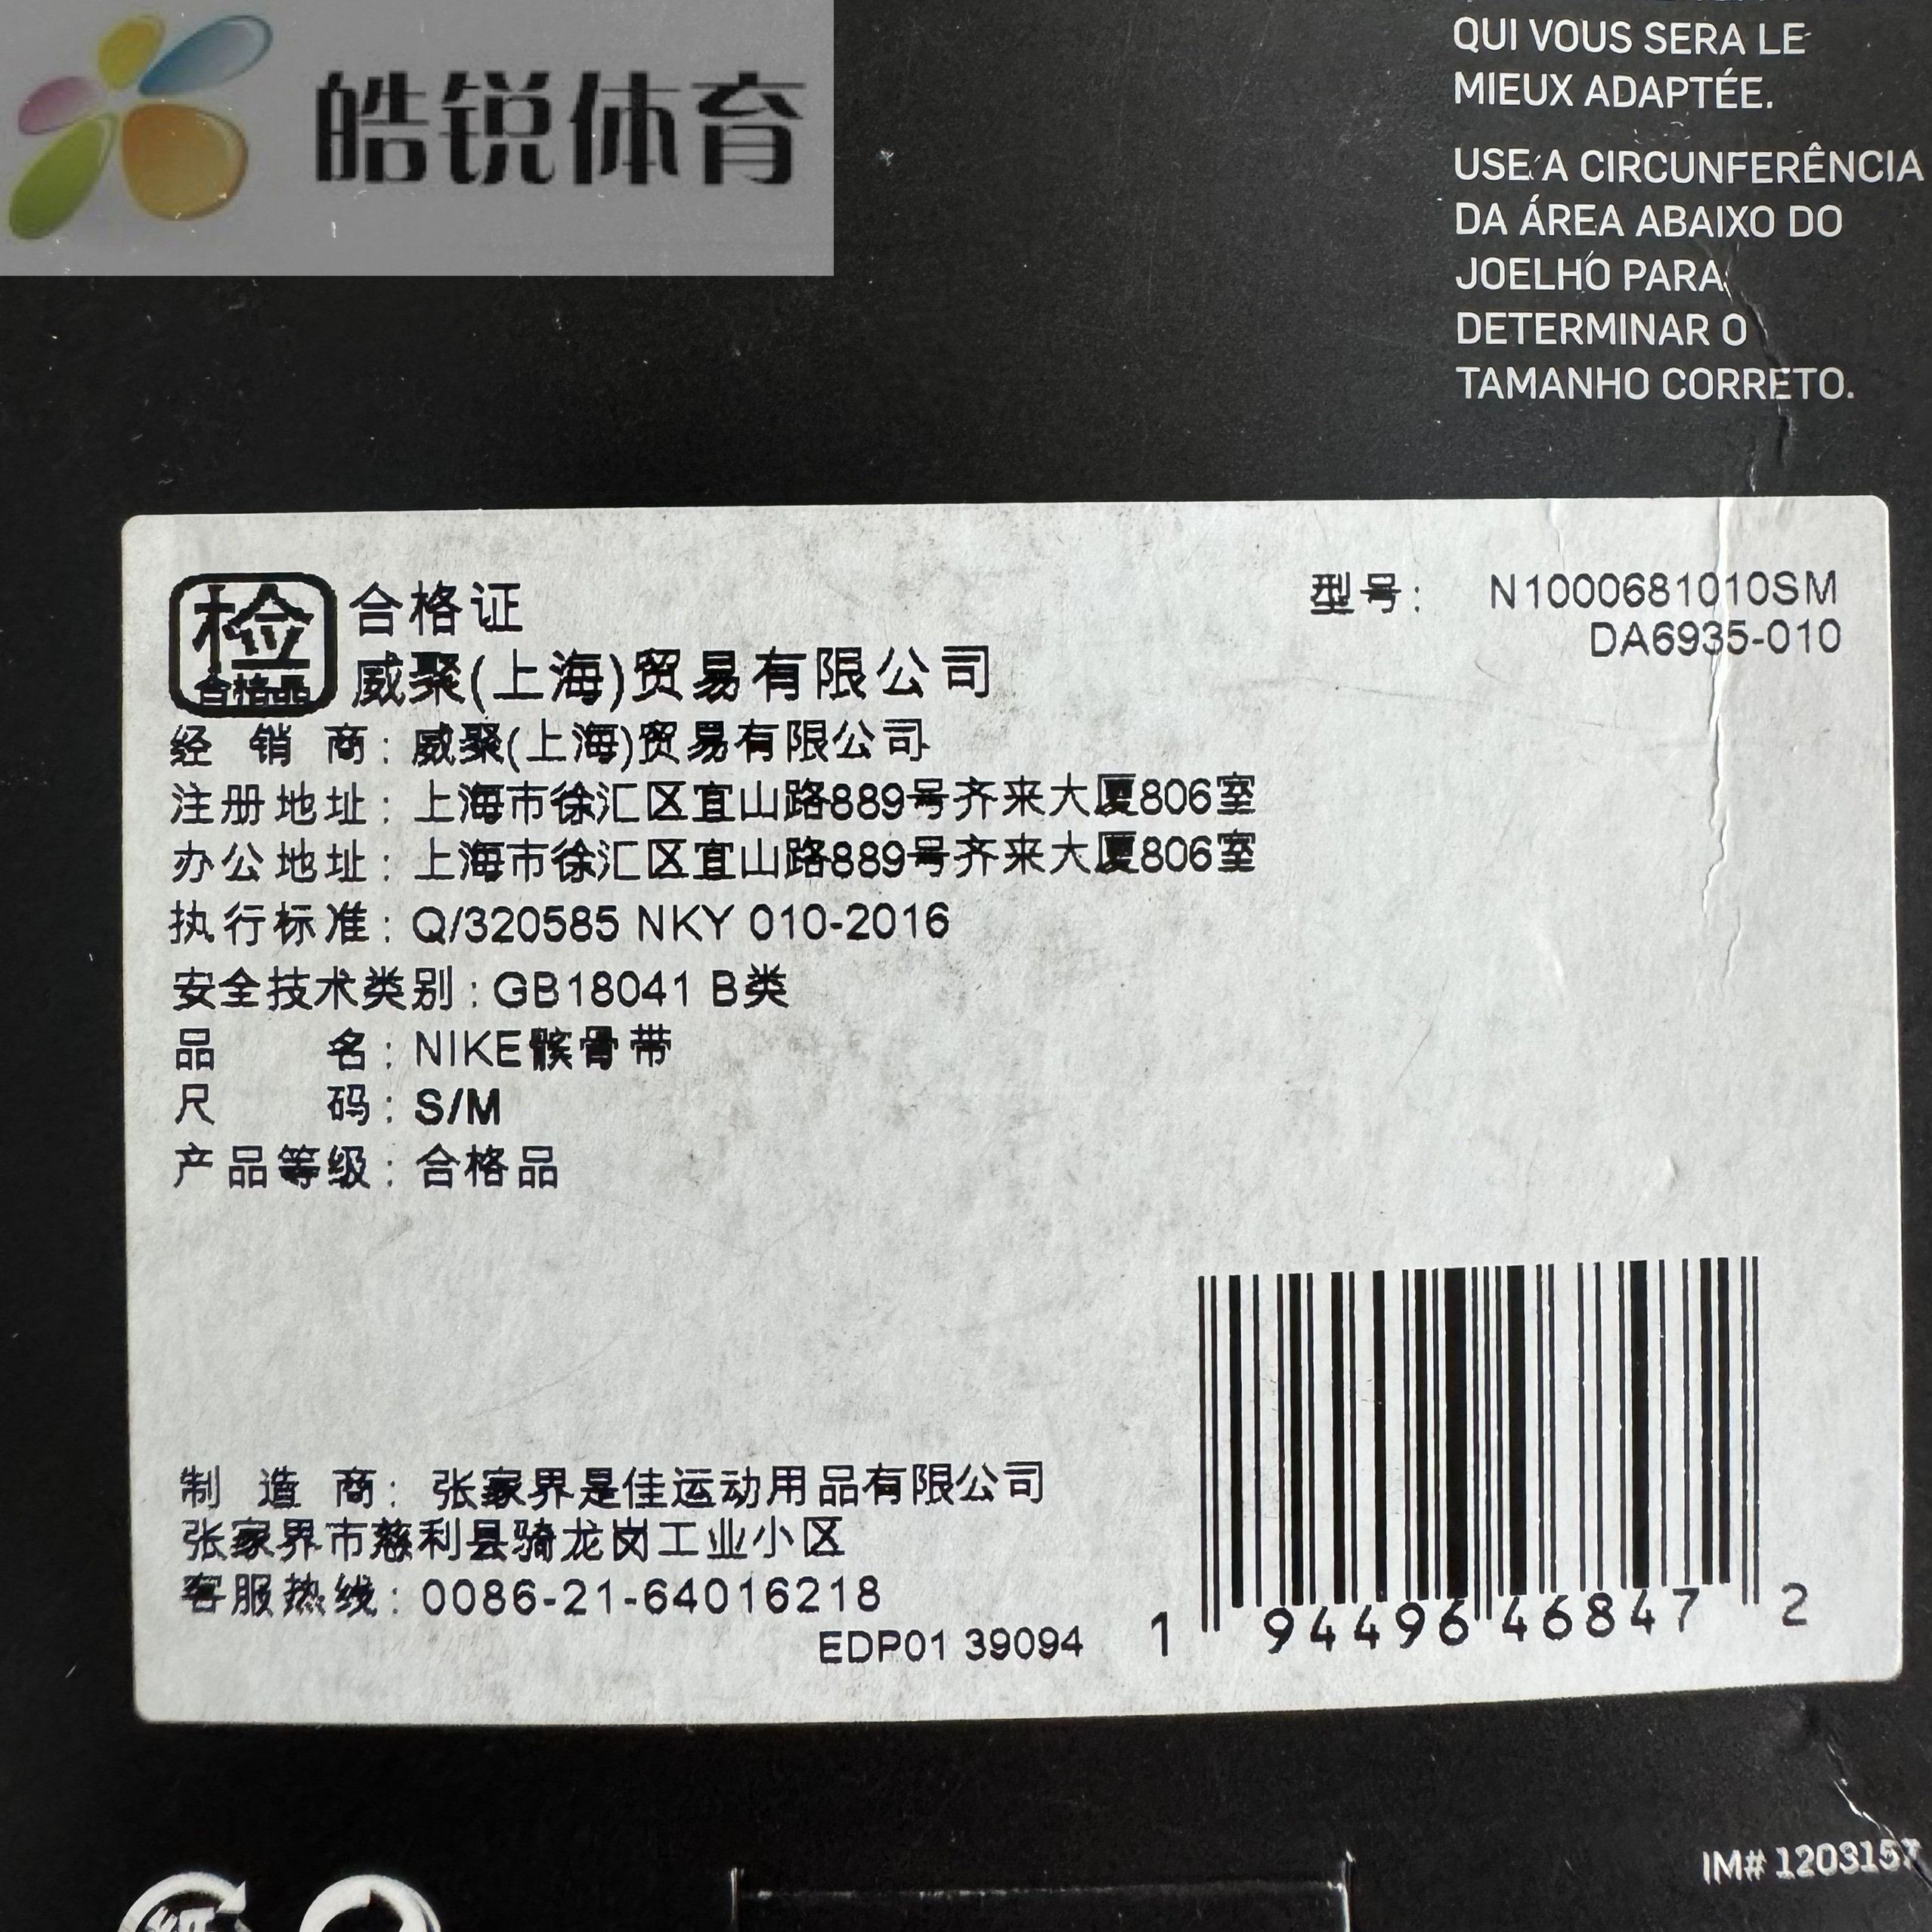 皓锐体育
QUI VOUS SERA LE
MIEUX ADAPTÉE.
USE A CIRCUNFERÊNCIA
DA ÁREA ABAIXO DO
JOELHO PARA
DETERMINAR O
TAMANHO CORRETO.
检
合格品
合格证
型号: N1000681010SM
DA6935-010
威聚(上海)贸易有限公司
经销商: 威聚(上海)贸易有限公司
注册地址: 上海市徐汇区宜山路889号齐来大厦806室
办公地址: 上海市徐汇区宜山路889号齐来大厦806室
执行标准: Q/320585 NKY 010-2016
安全技术类别: GB18041 B类
品名: NIKE髌骨带
尺码: S/M
产品等级: 合格品
制造商: 张家界是佳运动用品有限公司
张家界市慈利县骑龙岗工业小区
客服热线: 0086-21-64016218
EDP01 39094
1 94496 46847 2
IM# 1203157